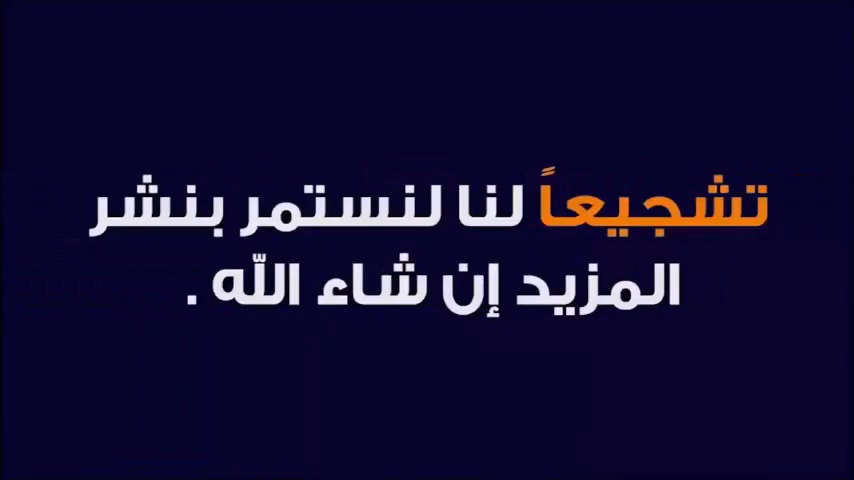 تشجيعاً لنا لنستمر بنشر
المزيد إن شاء الله .